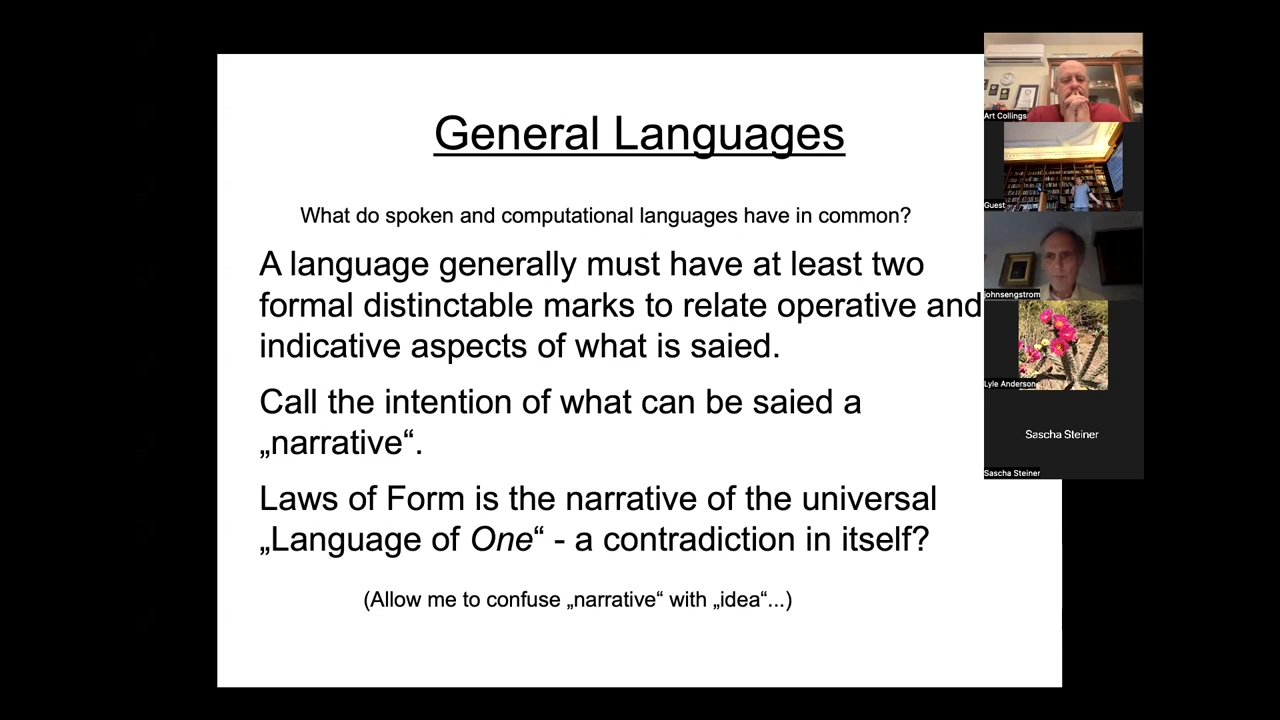 General Languages
What do spoken and computational languages have in common?
A language generally must have at least two
formal distinctable marks to relate operative and
indicative aspects of what is saied.
Call the intention of what can be saied a
„narrative“.
Laws of Form is the narrative of the universal
„Language of One“ - a contradiction in itself?
(Allow me to confuse „narrative“ with „idea“...)
Art Collings
Guest
johnsengstrom
Lyle Anderson
Sascha Steiner
Sascha Steiner